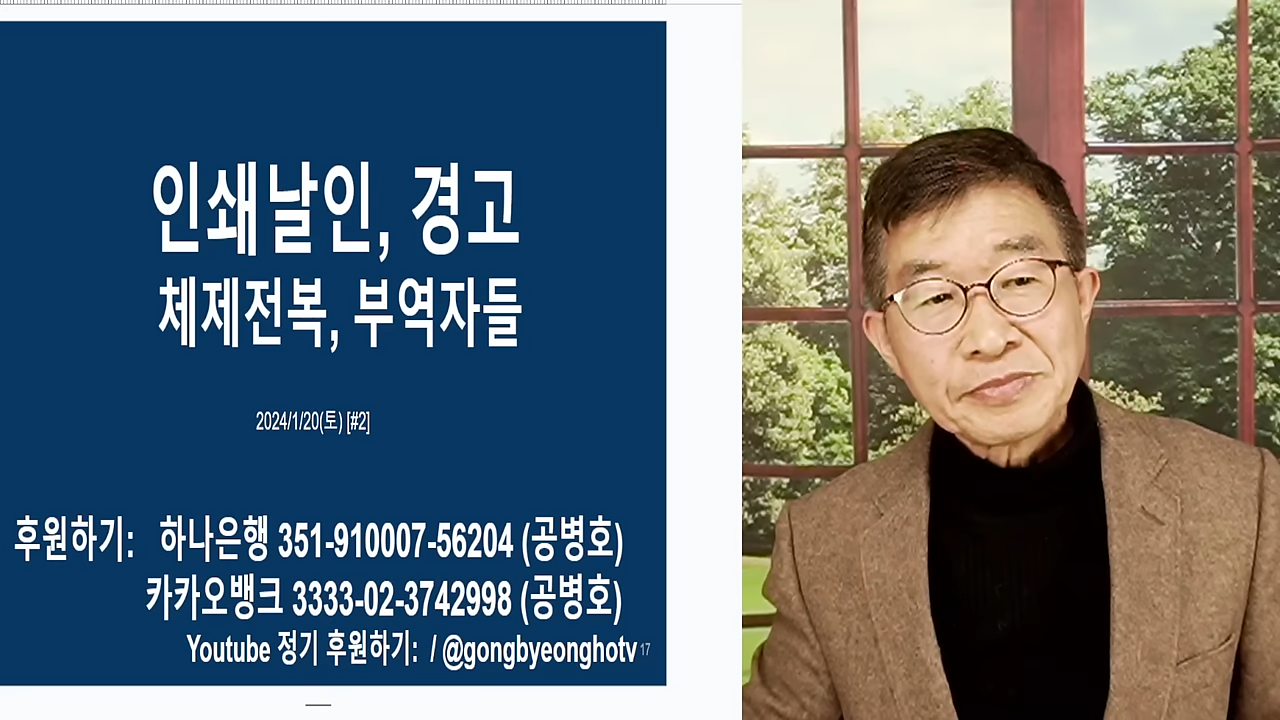 인쇄날인, 경고
체제전복, 부역자들
2024/1/20(토) [#2]
후원하기: 하나은행 351-910007-56204 (공병호)
카카오뱅크 3333-02-3742998 (공병호)
Youtube 정기 후원하기: / @gongbyeonghotv
17